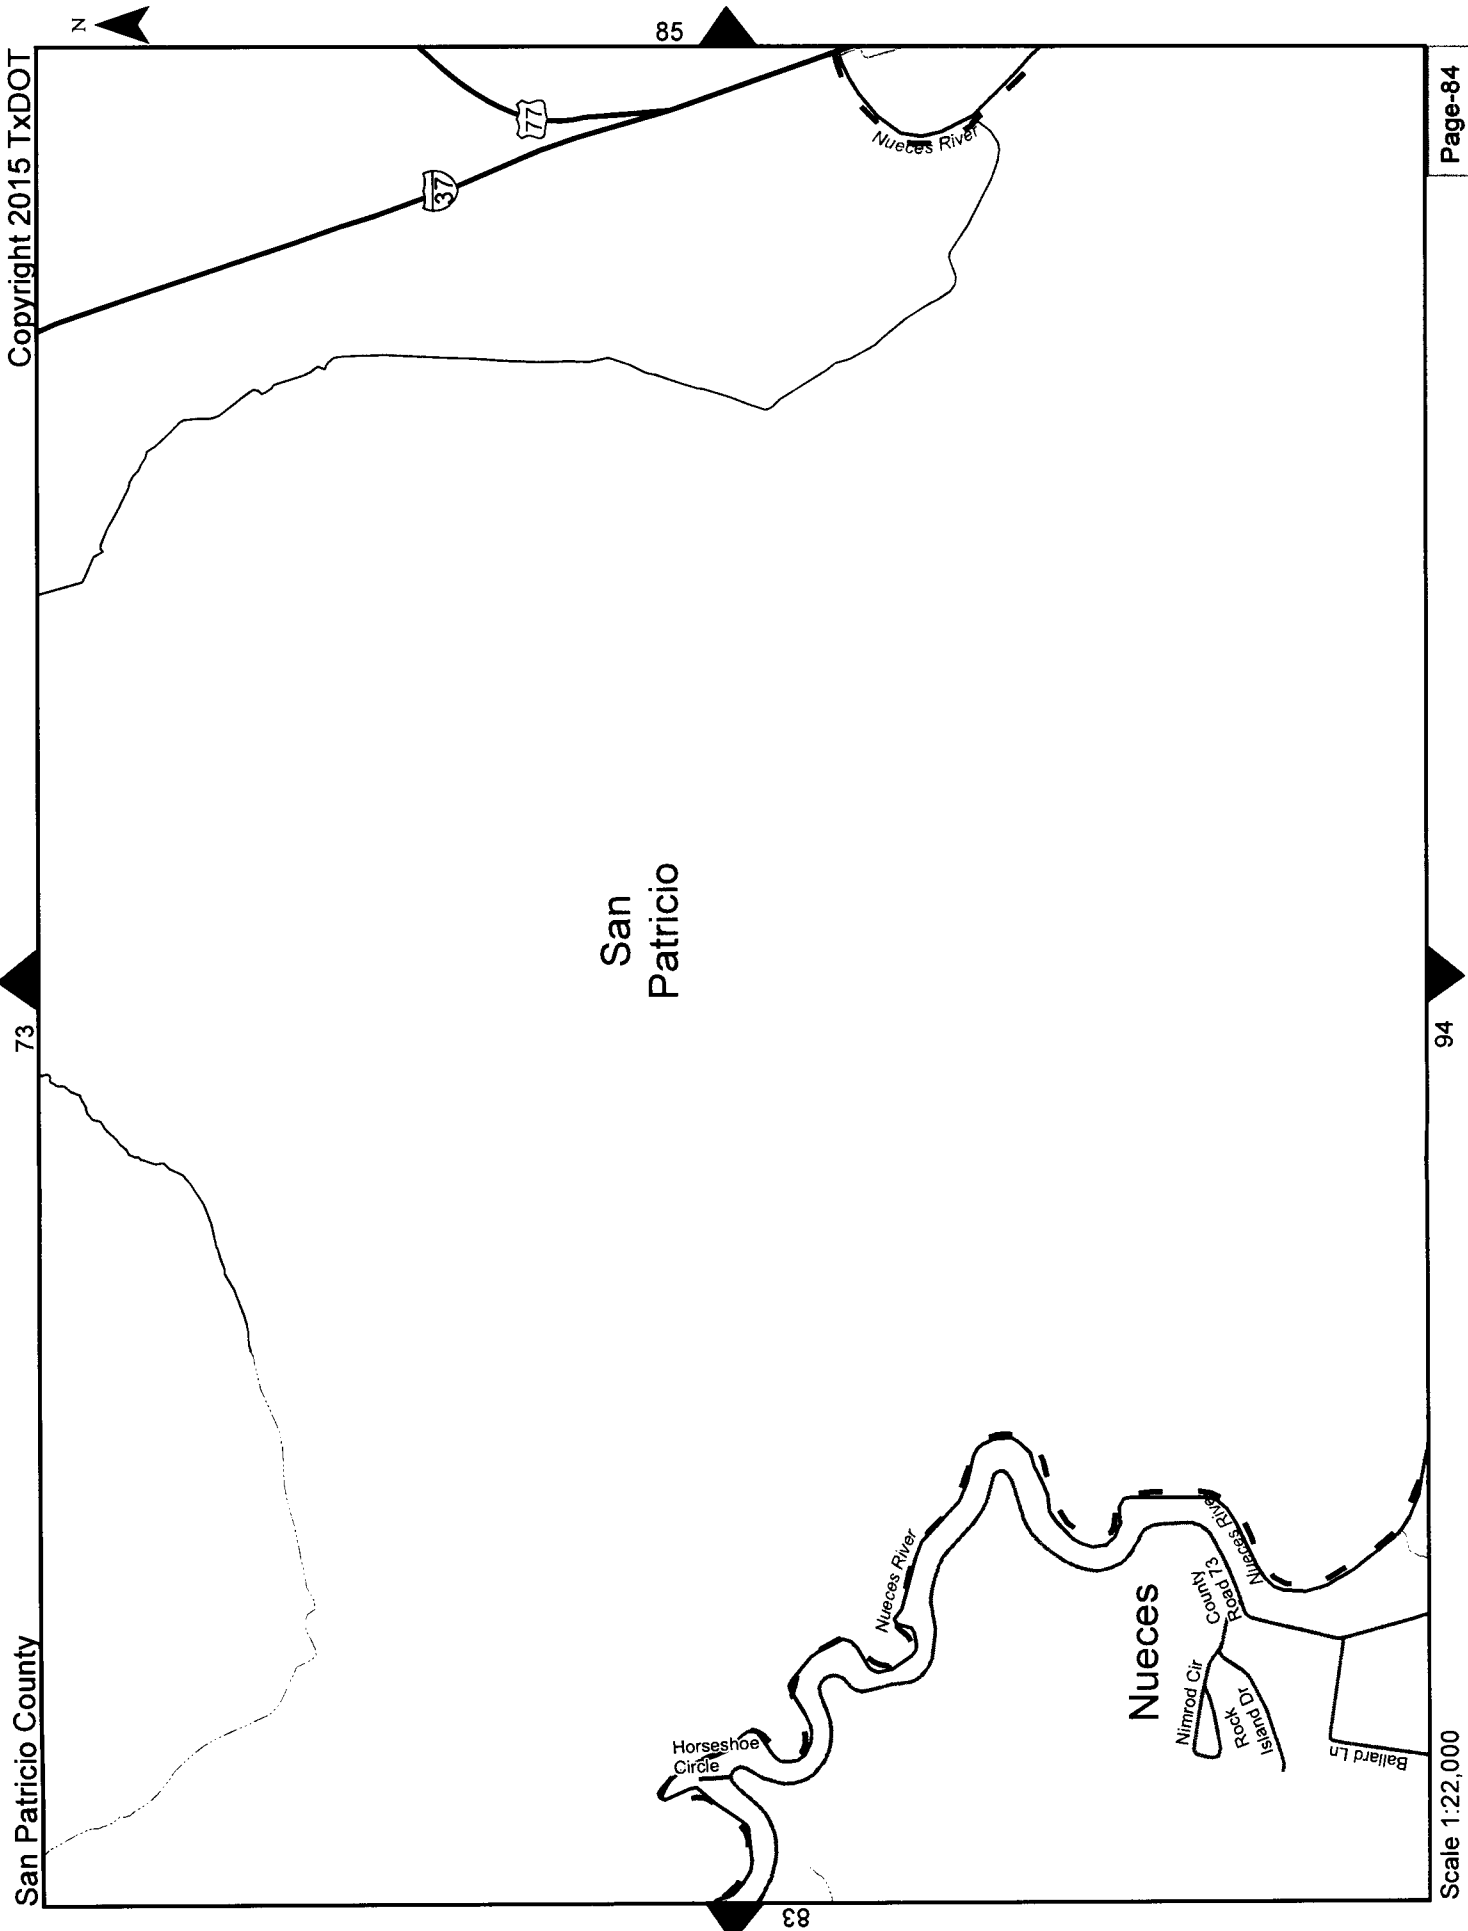 San Patricio County
Copyright 2015 TxDOT
N
73
77
37
85
San
Patricio
Nueces River
Horseshoe
Circle
83
Nueces River
Nueces
County
Road 73
Nueces River
Nimrod Cir
Rock
Island Dr
Ballard Ln
Scale 1:22,000
94
Page-84